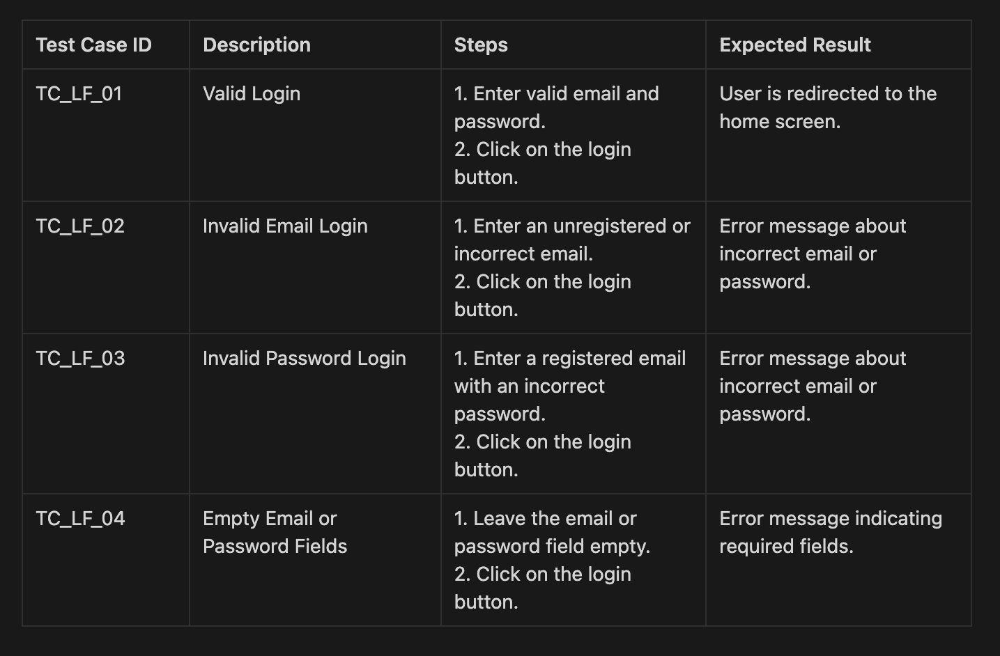 Test Case ID Description Steps Expected Result
TC_LF_01 Valid Login 1. Enter valid email and User is redirected to the
password. home screen.
2. Click on the login
button.
TC_LF_02 Invalid Email Login 1. Enter an unregistered or Error message about
incorrect email. incorrect email or
2. Click on the login password.
button.
TC_LF_03 Invalid Password Login 1. Enter a registered email Error message about
with an incorrect incorrect email or
password. password.
2. Click on the login
button.
TC_LF_04 Empty Email or 1. Leave the email or Error message indicating
Password Fields password field empty. required fields.
2. Click on the login
button.